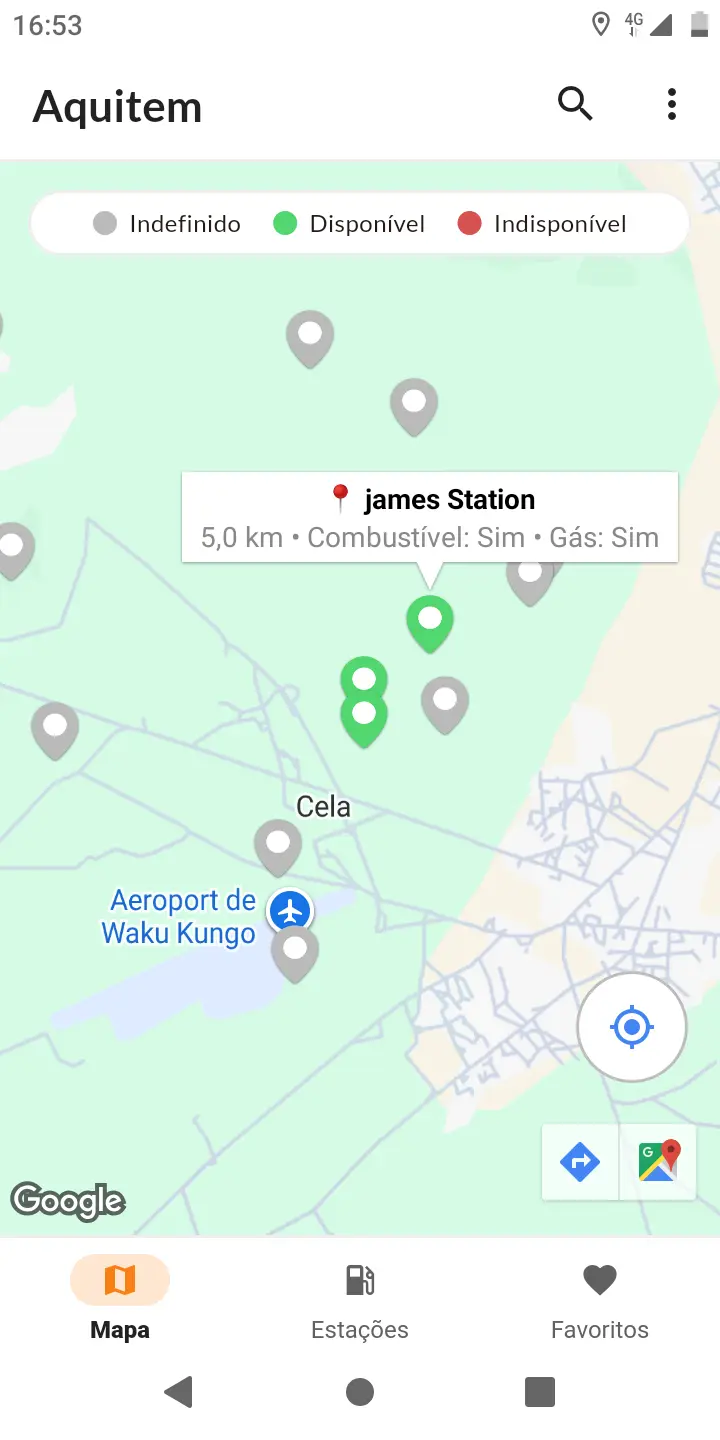 16:53
4G
Aquitem
Indefinido
Disponível
Indisponível
james Station
5,0 km • Combustível: Sim • Gás: Sim
Cela
Aeroport de
Waku Kungo
G
Google
Mapa
Estações
Favoritos